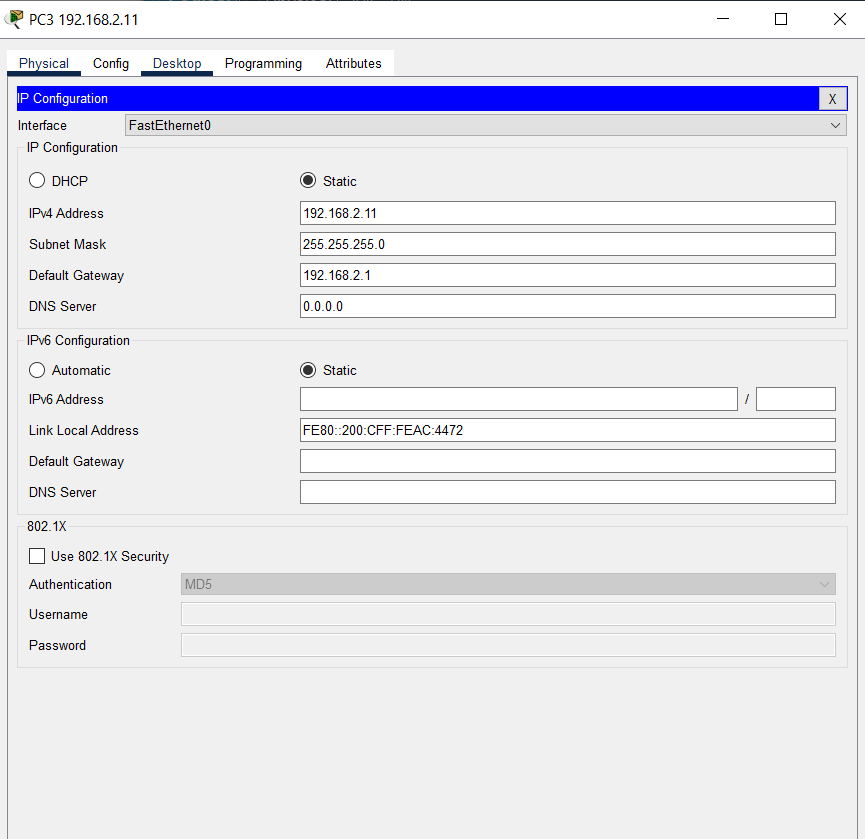 PC3 192.168.2.11
Physical Config Desktop Programming Attributes
IP Configuration X
Interface FastEthernet0
IP Configuration
DHCP Static
IPv4 Address 192.168.2.11
Subnet Mask 255.255.255.0
Default Gateway 192.168.2.1
DNS Server 0.0.0.0
IPv6 Configuration
Automatic Static
IPv6 Address /
Link Local Address FE80::200:CFF:FEAC:4472
Default Gateway
DNS Server
802.1X
Use 802.1X Security
Authentication MD5
Username
Password